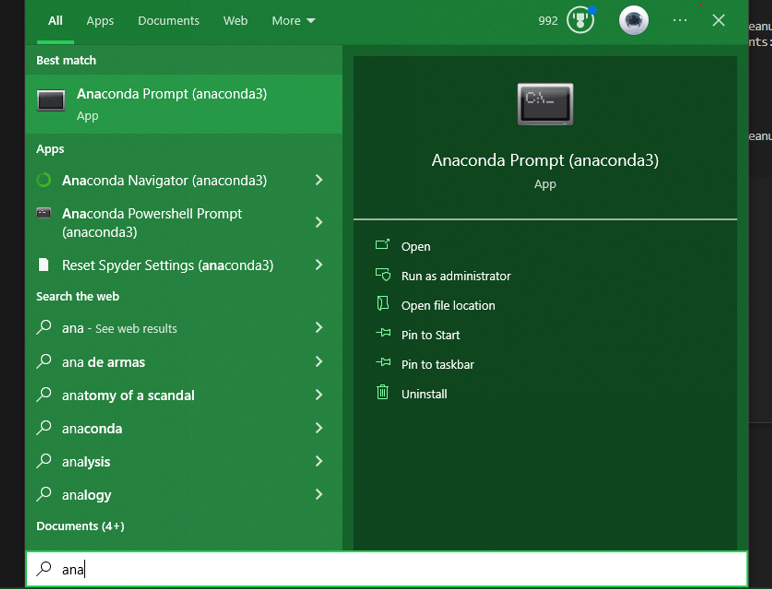 All Apps Documents Web More 992 ...
Best match
Anaconda Prompt (anaconda3)
App
Apps
Anaconda Navigator (anaconda3)
Anaconda Powershell Prompt
(anaconda3)
Reset Spyder Settings (anaconda3)
Search the web
ana - See web results
ana de armas
anatomy of a scandal
anaconda
analysis
analogy
Documents (4+)
ana
C:\_
Anaconda Prompt (anaconda3)
App
Open
Run as administrator
Open file location
Pin to Start
Pin to taskbar
Uninstall